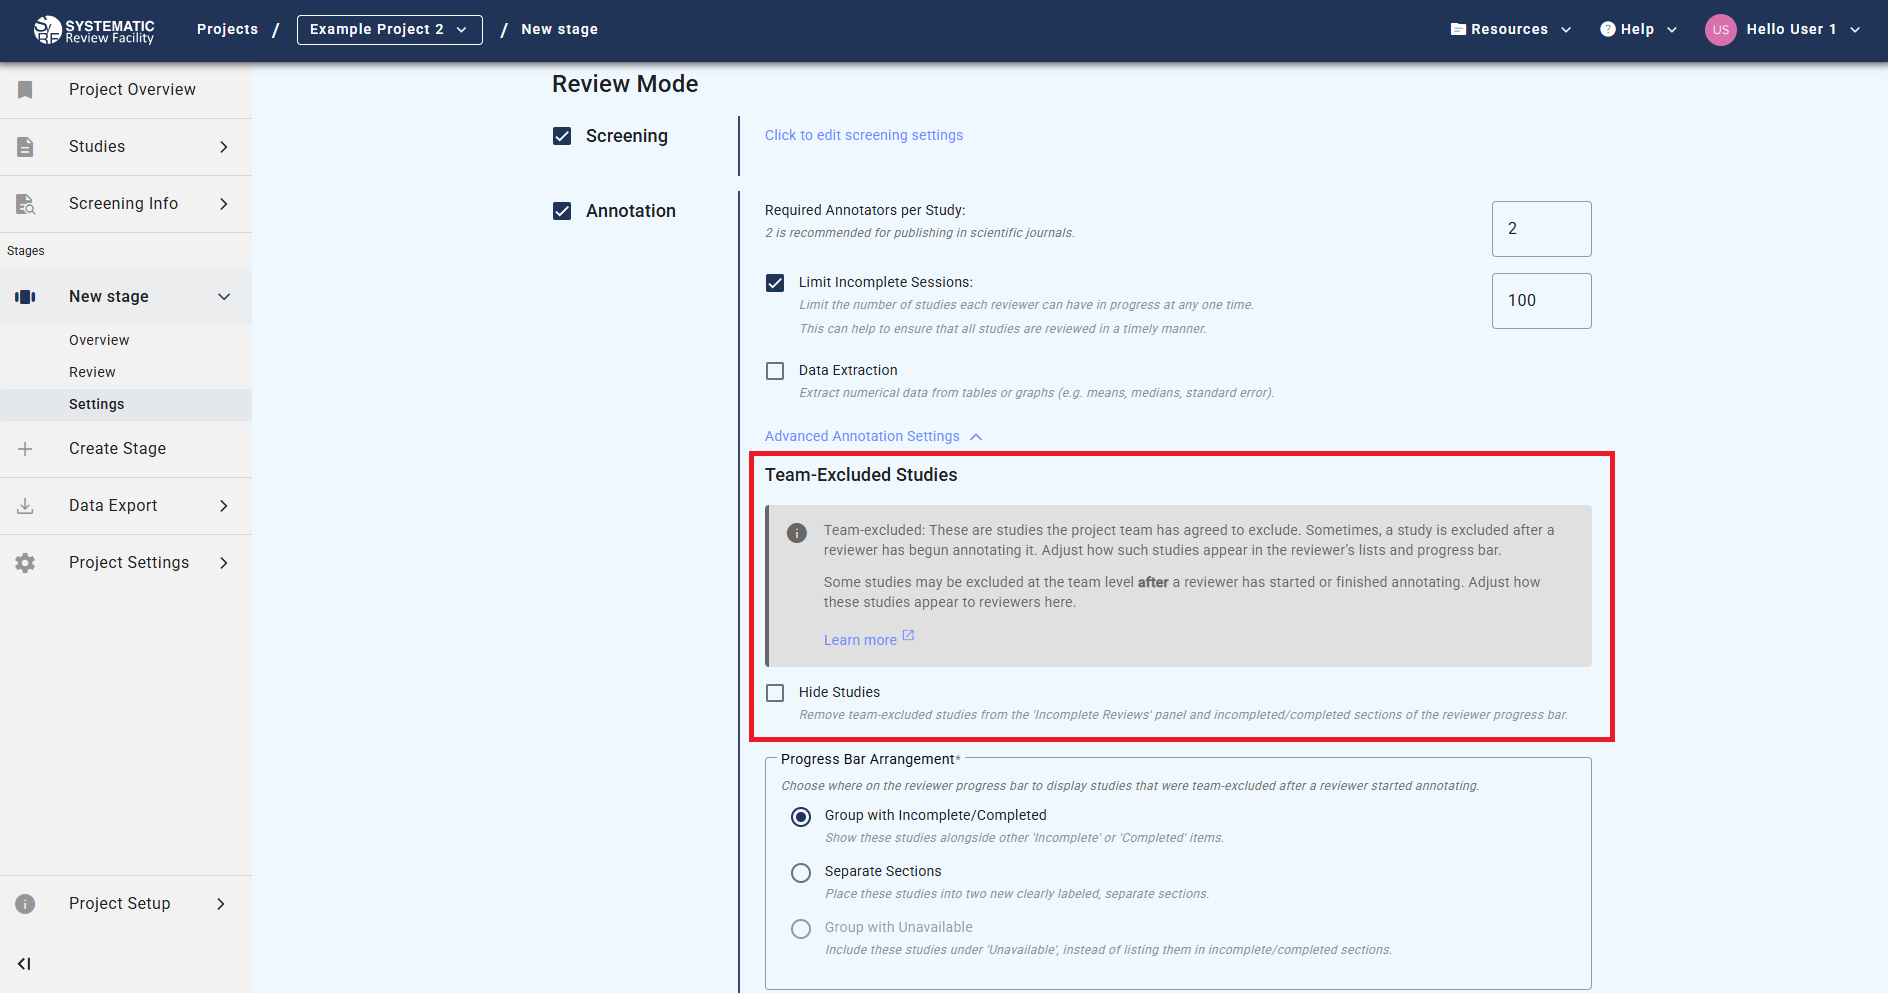 SYSTEMATIC
Review Facility
Projects / Example Project 2 / New stage
Resources
Help
US
Hello User 1
Project Overview
Studies
Screening Info
Stages
New stage
Overview
Review
Settings
Create Stage
Data Export
Project Settings
Project Setup
Review Mode
Screening
Click to edit screening settings
Annotation
Required Annotators per Study:
2 is recommended for publishing in scientific journals.
2
Limit Incomplete Sessions:
Limit the number of studies each reviewer can have in progress at any one time.
This can help to ensure that all studies are reviewed in a timely manner.
100
Data Extraction
Extract numerical data from tables or graphs (e.g. means, medians, standard error).
Advanced Annotation Settings
Team-Excluded Studies
Team-excluded: These are studies the project team has agreed to exclude. Sometimes, a study is excluded after a
reviewer has begun annotating it. Adjust how such studies appear in the reviewer's lists and progress bar.
Some studies may be excluded at the team level after a reviewer has started or finished annotating. Adjust how
these studies appear to reviewers here.
Learn more
Hide Studies
Remove team-excluded studies from the 'Incomplete Reviews' panel and incompleted/completed sections of the reviewer progress bar.
Progress Bar Arrangement*
Choose where on the reviewer progress bar to display studies that were team-excluded after a reviewer started annotating.
Group with Incomplete/Completed
Show these studies alongside other 'Incomplete' or 'Completed' items.
Separate Sections
Place these studies into two new clearly labeled, separate sections.
Group with Unavailable
Include these studies under 'Unavailable', instead of listing them in incomplete/completed sections.